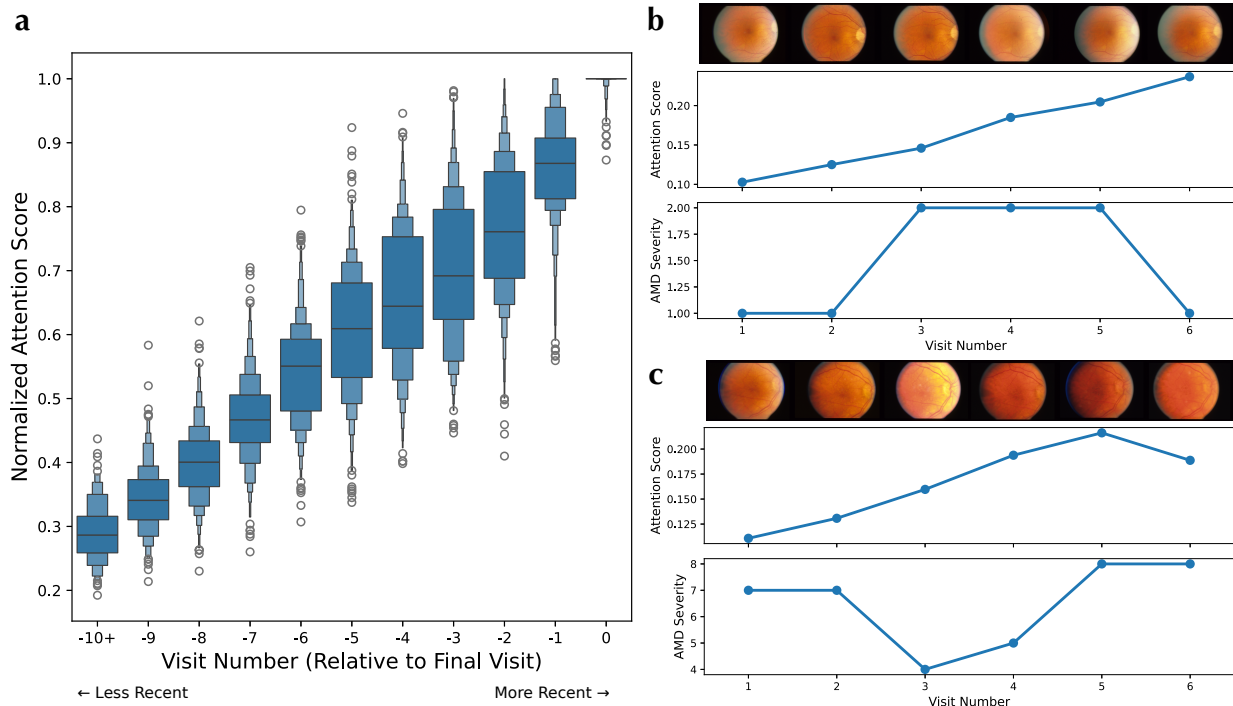 a
1.0
0.9
0.8
0.7
0.6
0.5
0.4
0.3
0.2
Normalized Attention Score
-10+ -9 -8 -7 -6 -5 -4 -3 -2 -1 0
Visit Number (Relative to Final Visit)
← Less Recent More Recent →
b
0.20
0.15
0.10
Attention Score
2.00
1.75
1.50
1.25
1.00
AMD Severity
1 2 3 4 5 6
Visit Number
c
0.200
0.175
0.150
0.125
Attention Score
8
7
6
5
4
AMD Severity
1 2 3 4 5 6
Visit Number